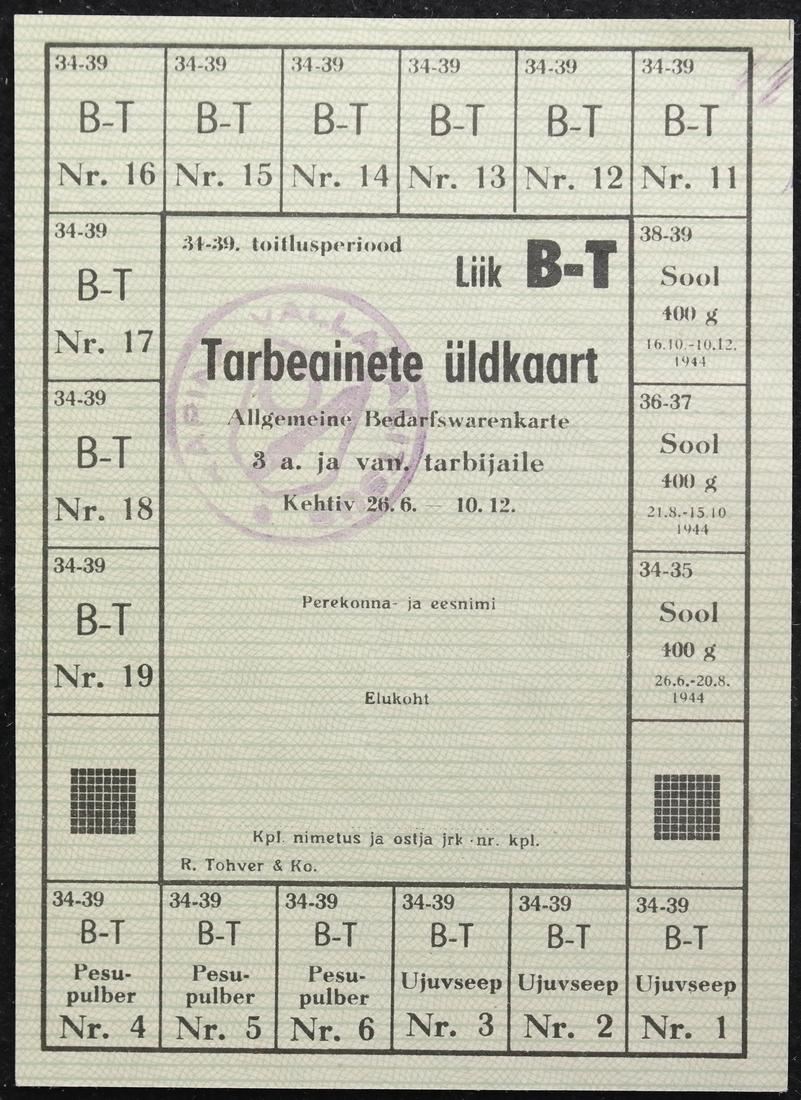 34-39
B-T
Nr. 16
34-39
B-T
Nr. 15
34-39
B-T
Nr. 14
34-39
B-T
Nr. 13
34-39
B-T
Nr. 12
34-39
B-T
Nr. 11
34-39
B-T
Nr. 17
34-39
B-T
Nr. 18
34-39
B-T
Nr. 19
34-39. toitlusperiood
Liik B-T
Tarbeainete üldkaart
Allgemeine Bedarfswarenkarte
3 a. ja van. tarbijaile
Kehtiv 26. 6. — 10. 12.
Perekonna- ja eesnimi
Elukoht
Kpl. nimetus ja ostja jrk.-nr. kpl.
R. Tohver & Ko.
38-39
Sool
400 g
16.10.-10.12.
1944
36-37
Sool
400 g
21.8.-15.10
1944
34-35
Sool
400 g
26.6.-20.8.
1944
34-39
B-T
Pesu-
pulber
Nr. 4
34-39
B-T
Pesu-
pulber
Nr. 5
34-39
B-T
Pesu-
pulber
Nr. 6
34-39
B-T
Ujuvseep
Nr. 3
34-39
B-T
Ujuvseep
Nr. 2
34-39
B-T
Ujuvseep
Nr. 1